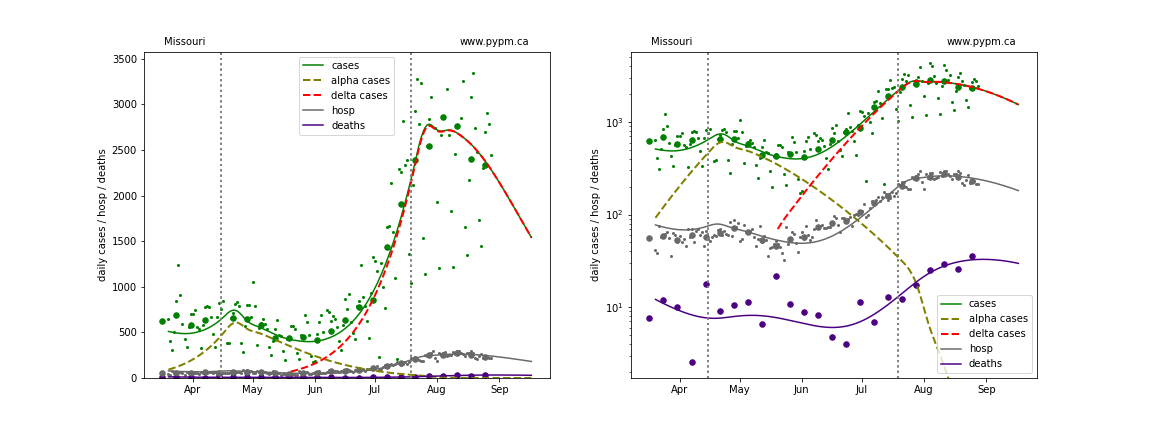 Missouri www.pypm.ca
3500
3000
2500
2000
1500
1000
500
0
daily cases / hosp / deaths
cases
alpha cases
delta cases
hosp
deaths
Apr May Jun Jul Aug Sep
Missouri www.pypm.ca
10³
10²
10¹
daily cases / hosp / deaths
cases
alpha cases
delta cases
hosp
deaths
Apr May Jun Jul Aug Sep